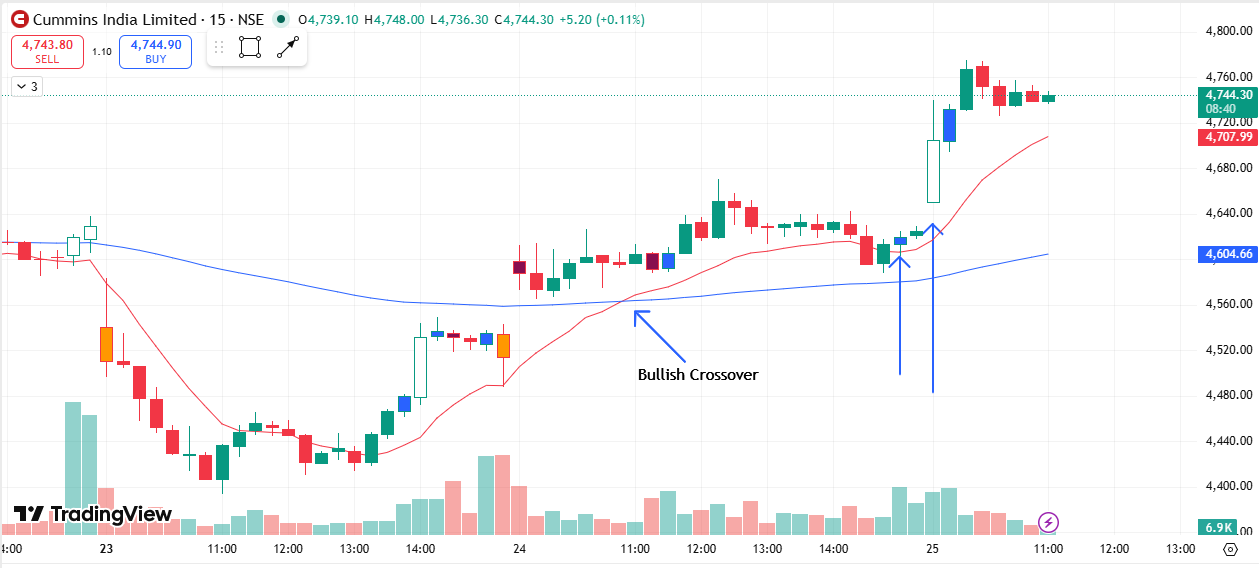 Cummins India Limited · 15 · NSE O4,739.10 H4,748.00 L4,736.30 C4,744.30 +5.20 (+0.11%)
4,743.80 1.10 4,744.90
SELL BUY
3
4,800.00
4,760.00
4,744.30
08:40
4,720.00
4,707.99
4,680.00
4,640.00
4,604.66
4,560.00
4,520.00
4,480.00
4,440.00
4,400.00
6.9K
Bullish Crossover
TradingView
4:00 23 11:00 12:00 13:00 14:00 24 11:00 12:00 13:00 14:00 25 11:00 12:00 13:00